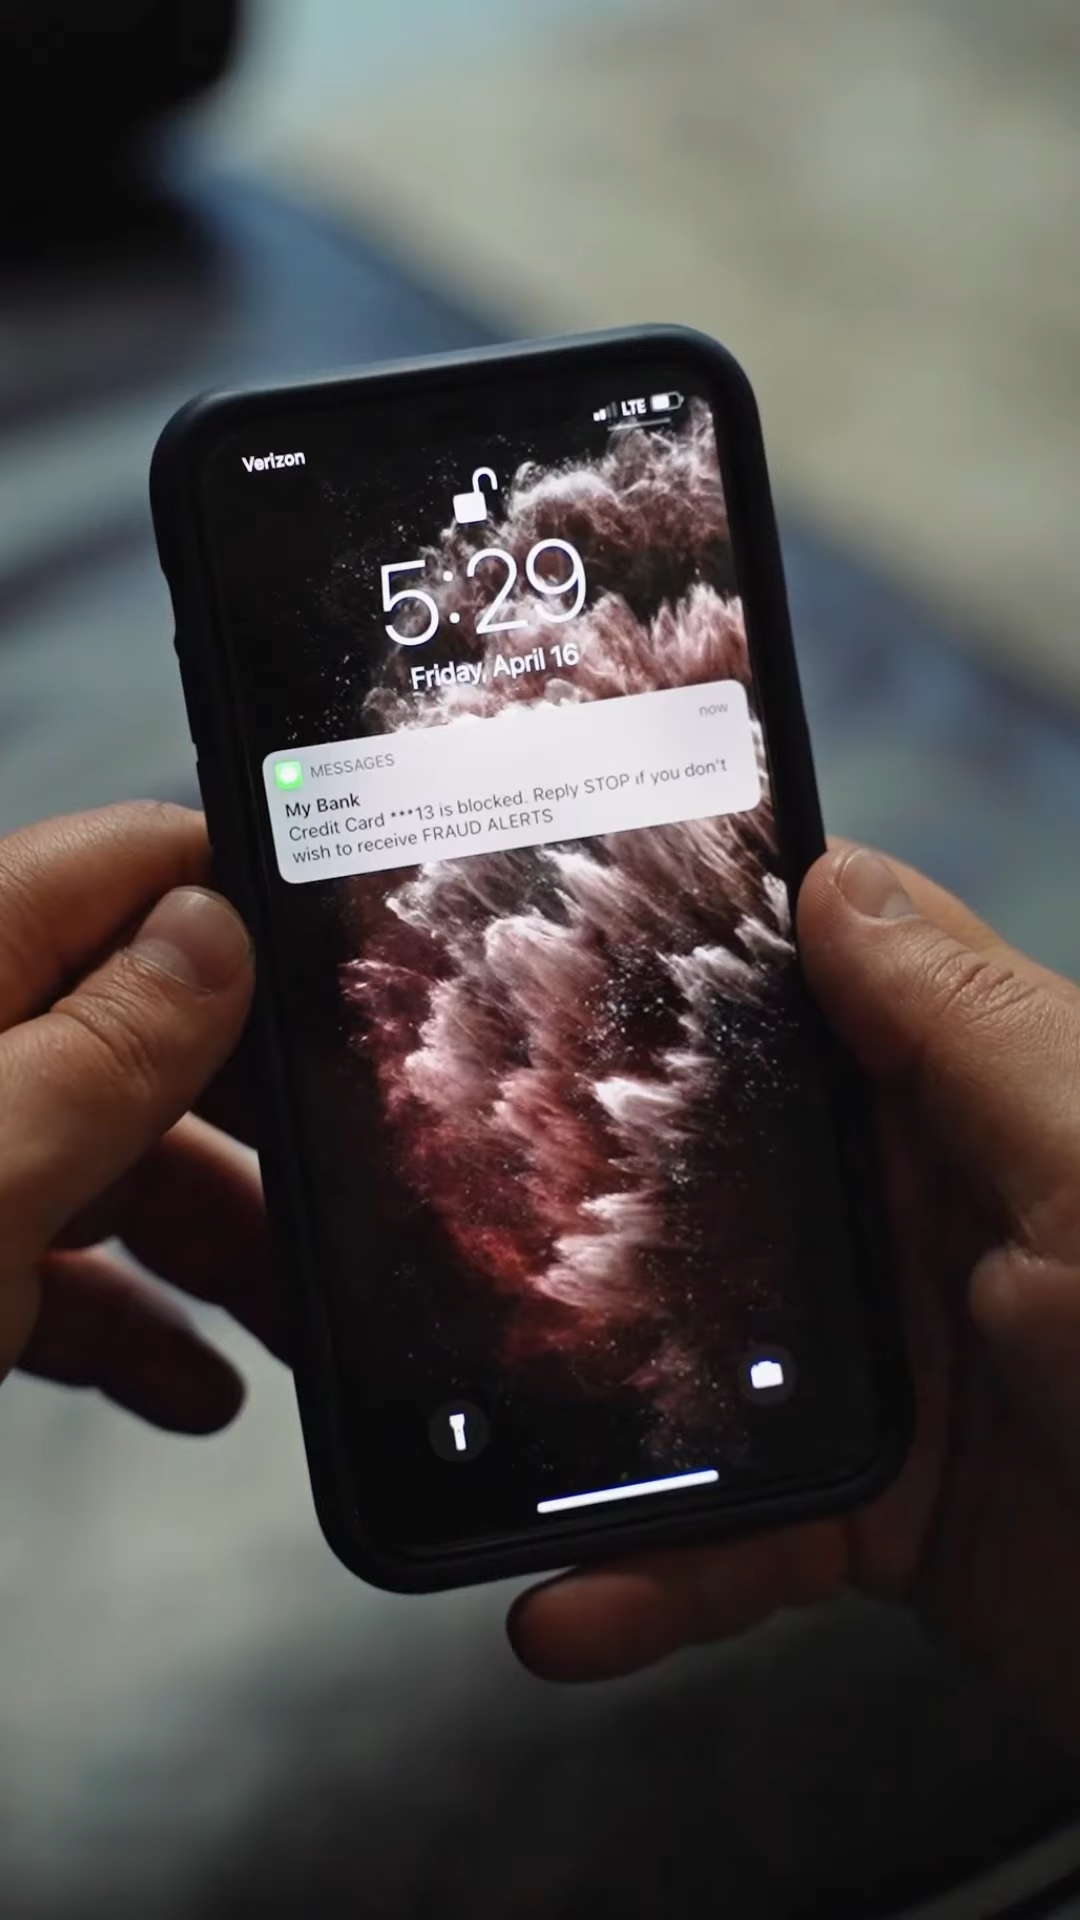 Verizon
LTE
5:29
Friday, April 16
MESSAGES
now
My Bank
Credit Card ***13 is blocked. Reply STOP if you don't
wish to receive FRAUD ALERTS